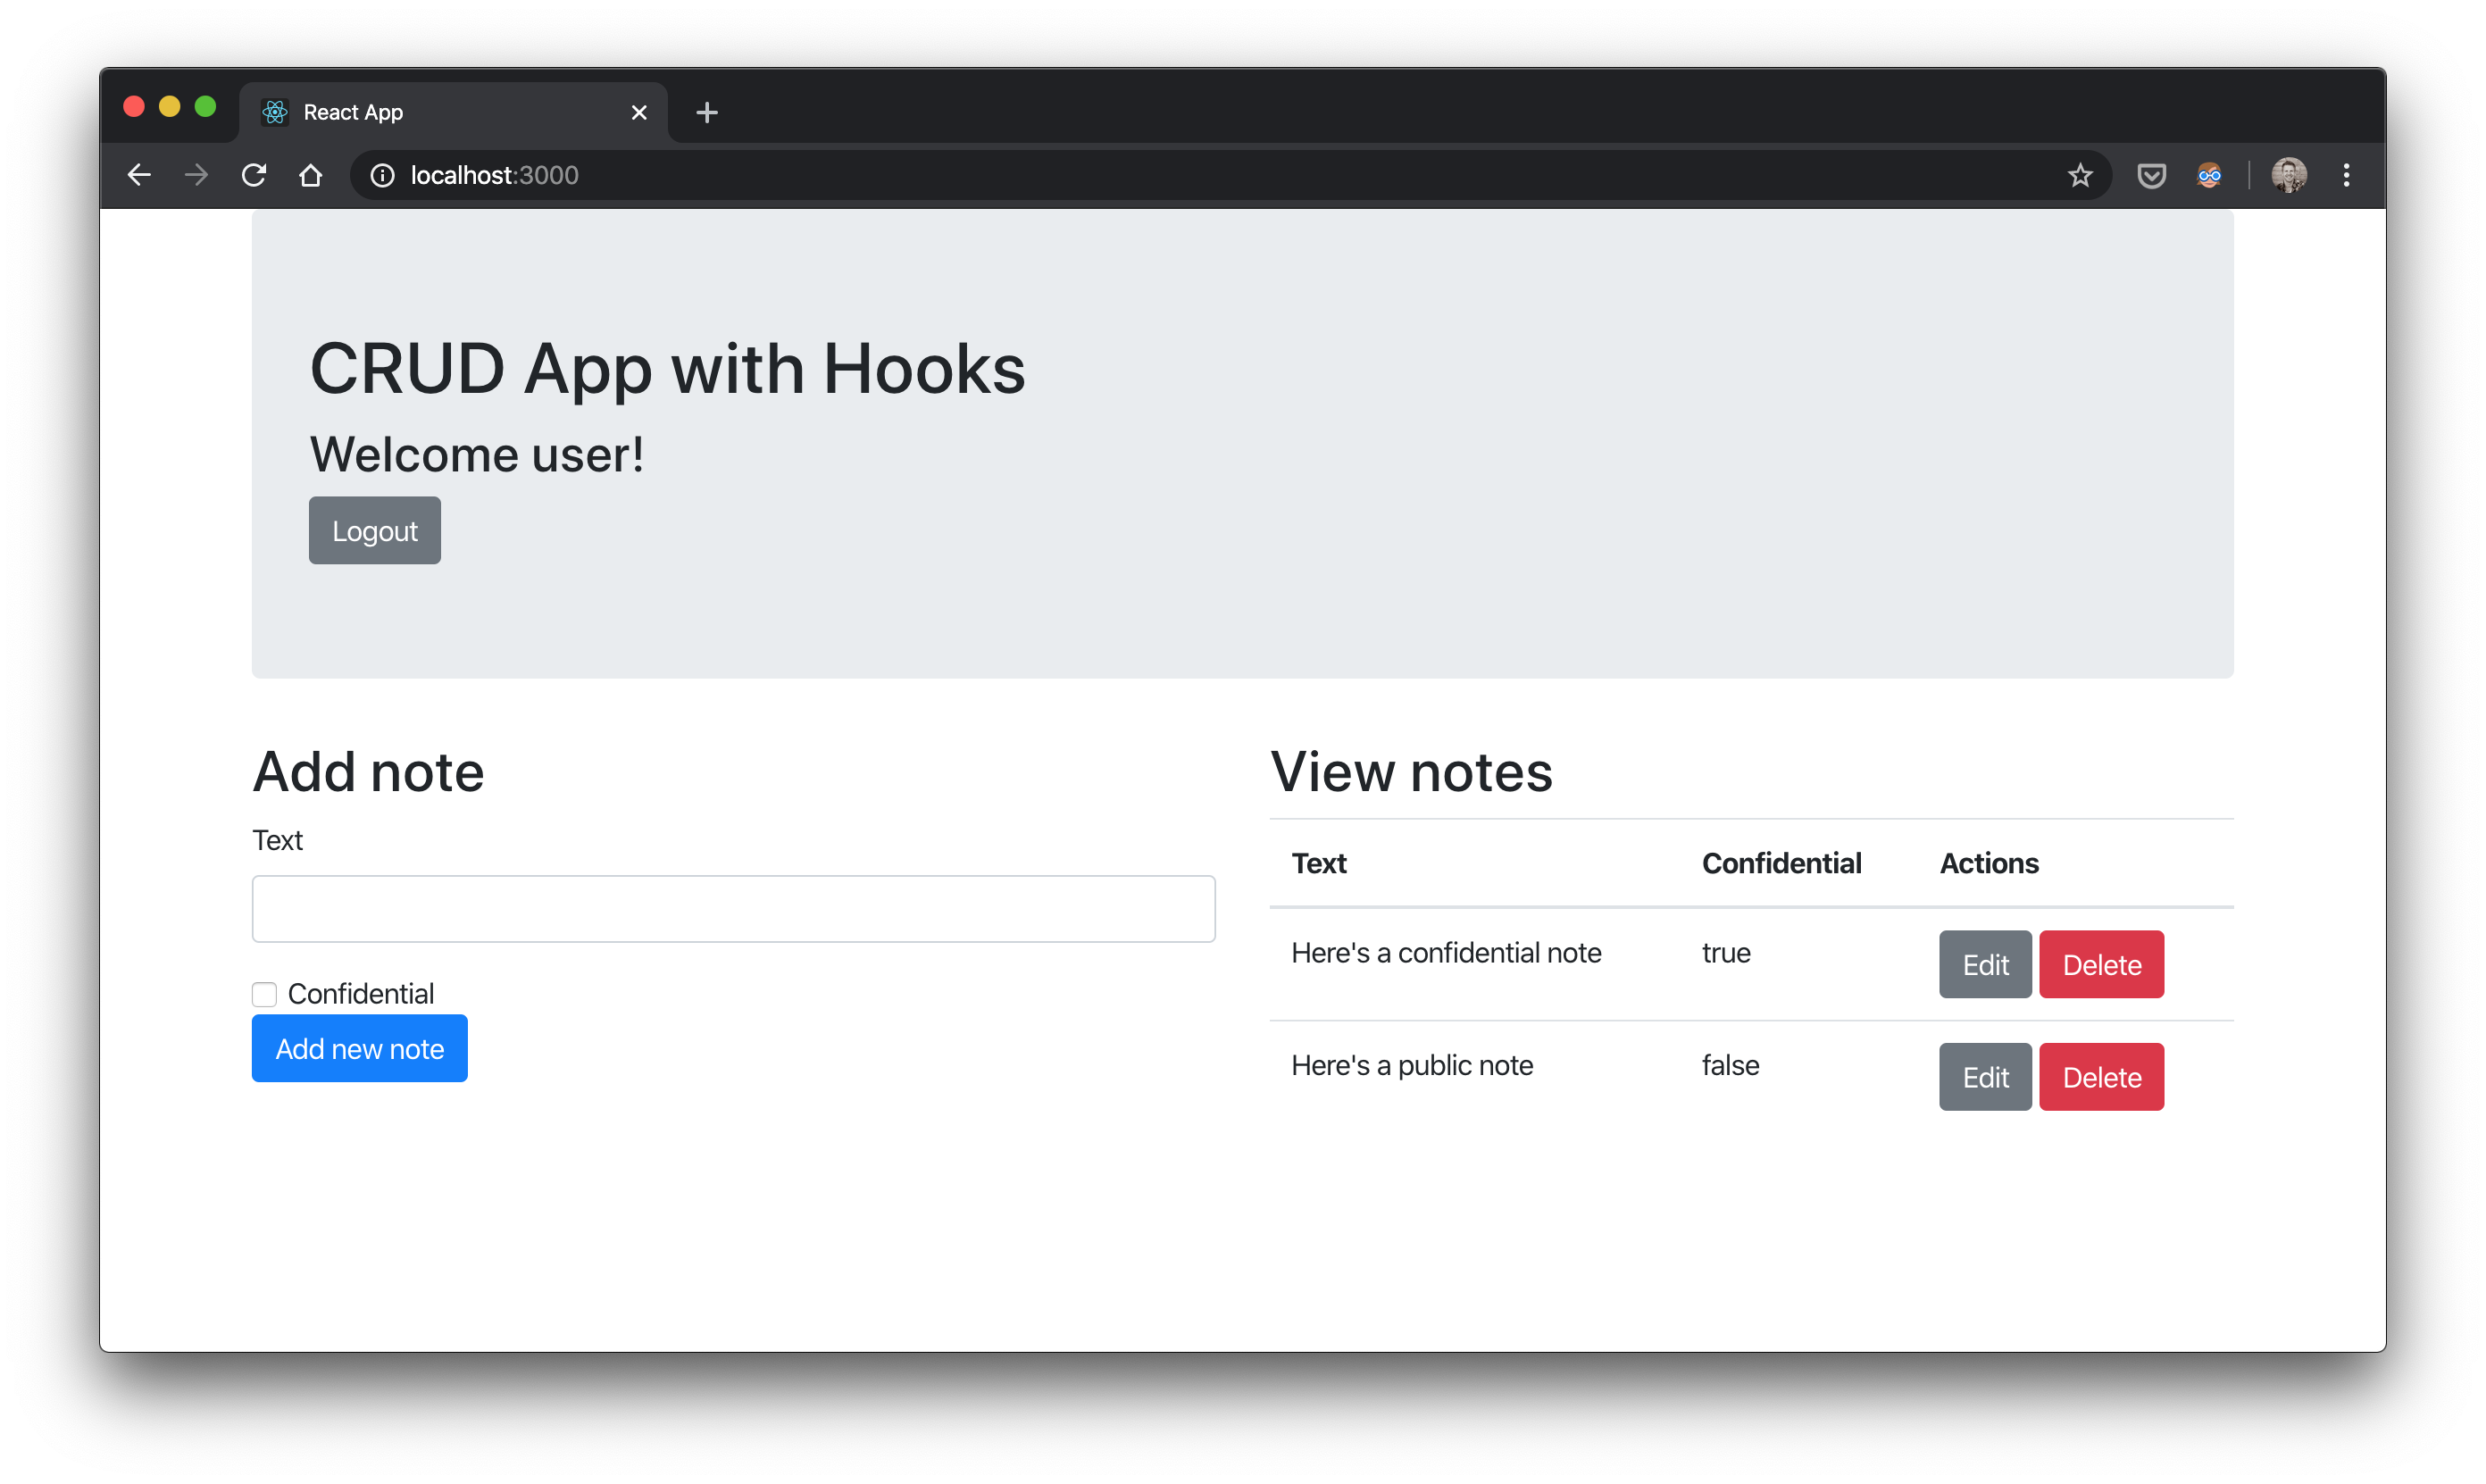 React App
localhost:3000
CRUD App with Hooks
Welcome user!
Logout
Add note
Text
Confidential
Add new note
View notes
Text Confidential Actions
Here's a confidential note true Edit Delete
Here's a public note false Edit Delete